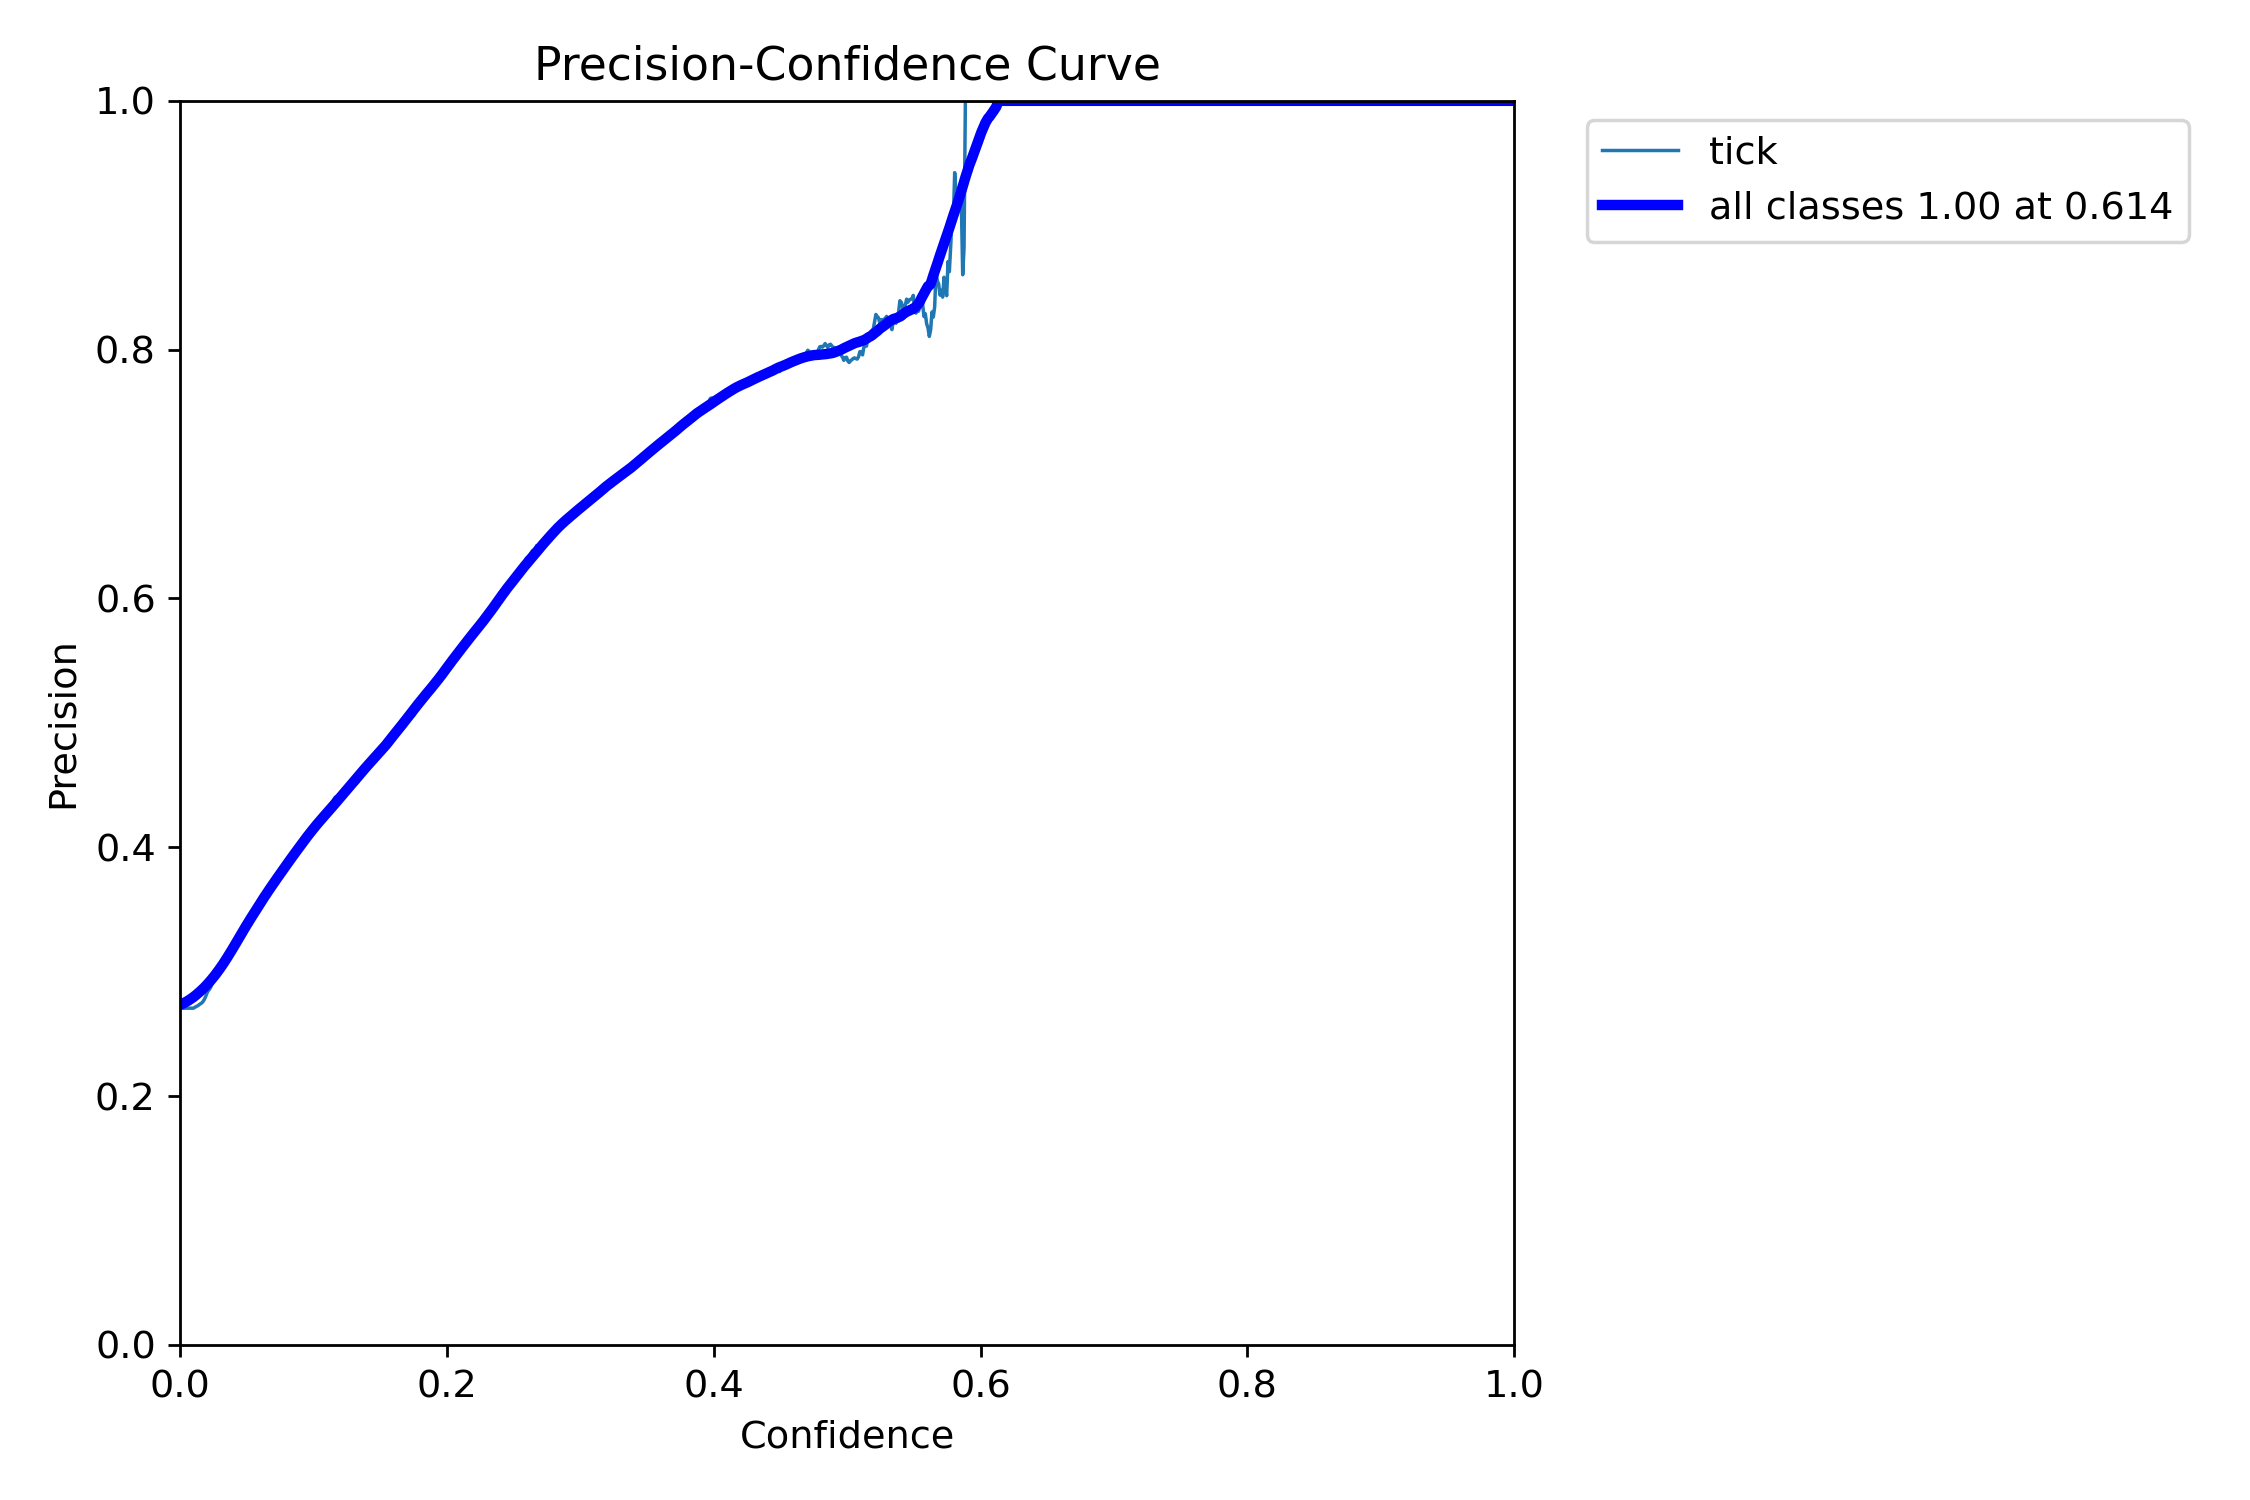 Precision-Confidence Curve
1.0
0.8
0.6
0.4
0.2
0.0
Precision
0.0 0.2 0.4 0.6 0.8 1.0
Confidence
tick
all classes 1.00 at 0.614